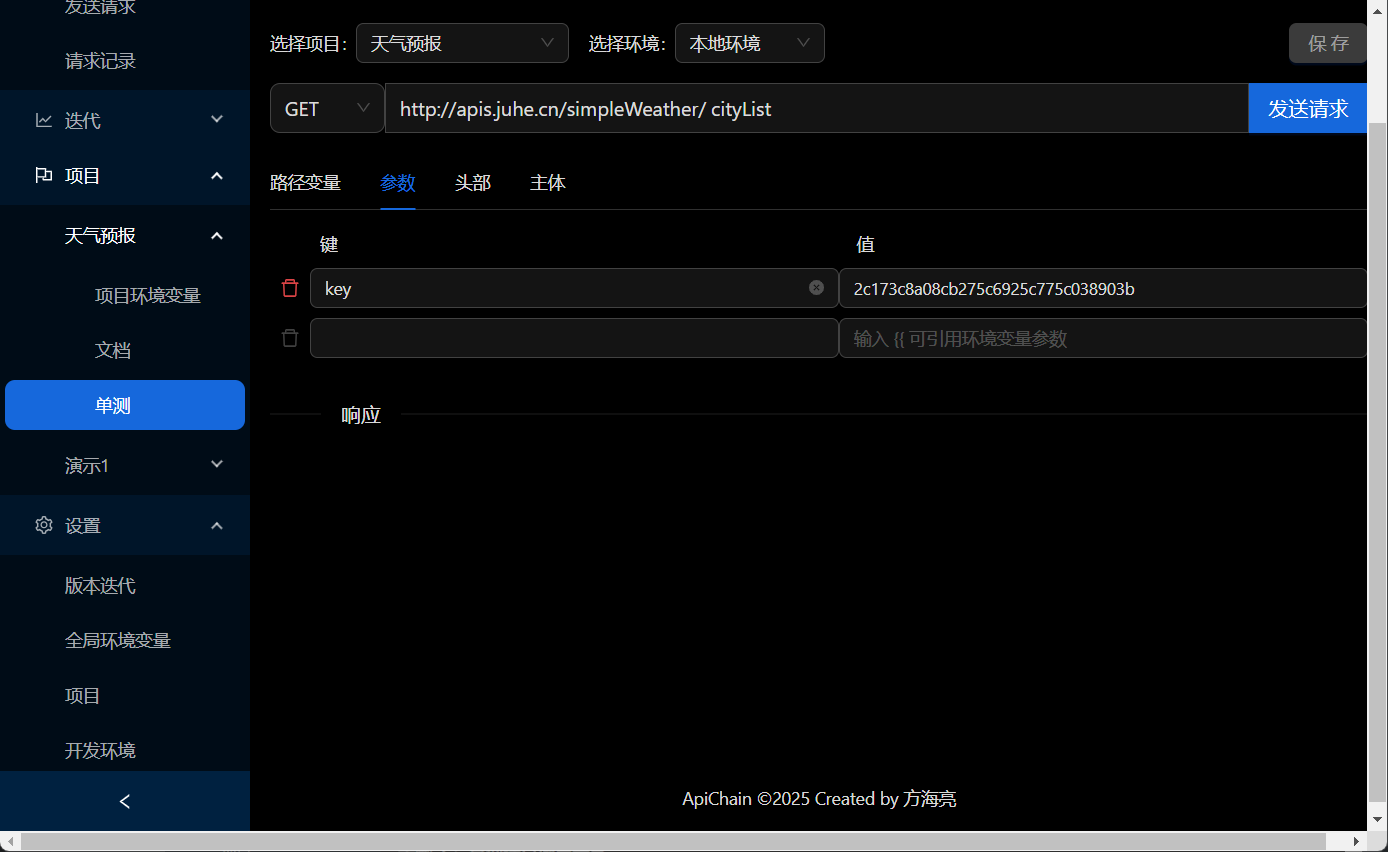 发送请求
请求记录
迭代
项目
天气预报
项目环境变量
文档
单测
演示1
设置
版本迭代
全局环境变量
项目
开发环境
<
选择项目: 天气预报 选择环境: 本地环境 保存
GET http://apis.juhe.cn/simpleWeather/ cityList 发送请求
路径变量 参数 头部 主体
键 值
key 2c173c8a08cb275c6925c775c038903b
输入 {{ 可引用环境变量参数
响应
ApiChain ©2025 Created by 方海亮